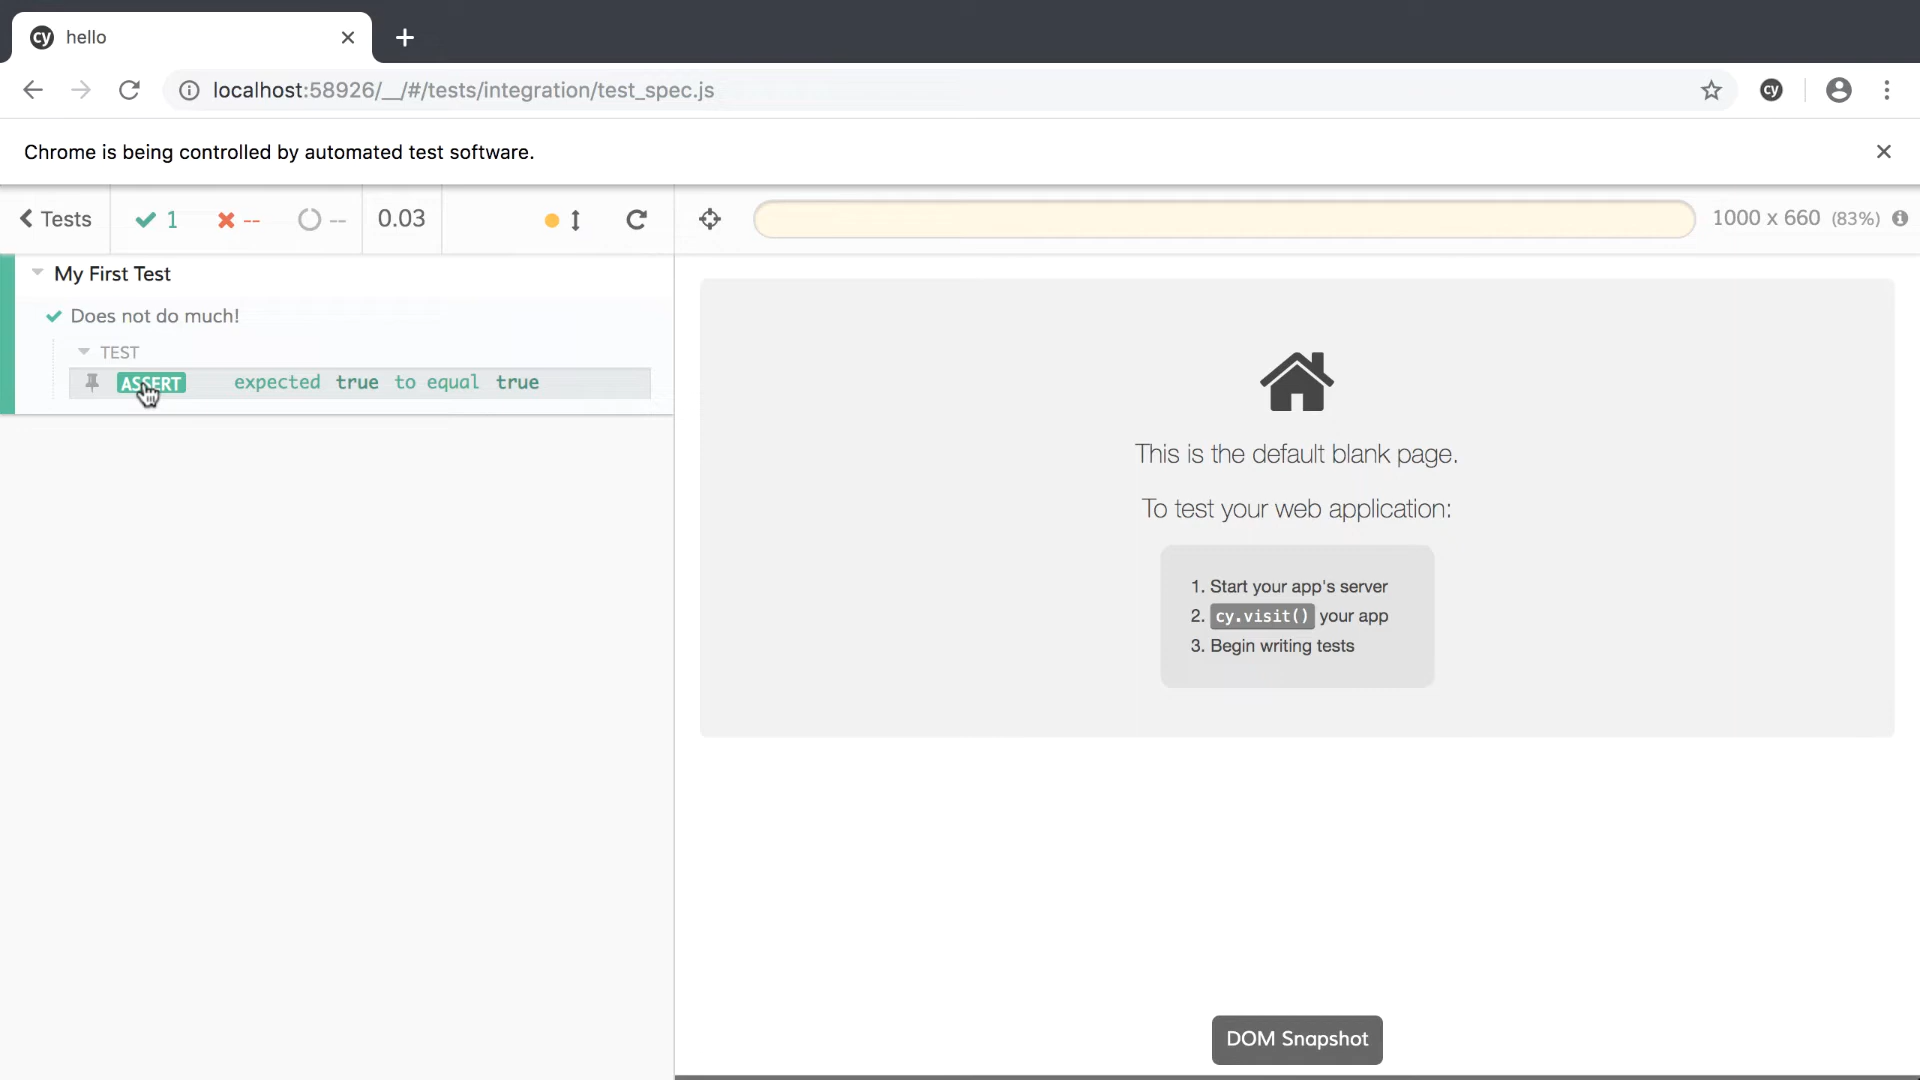 cy hello
localhost:58926/__/#/tests/integration/test_spec.js
cy
Chrome is being controlled by automated test software.
Tests 1 -- -- 0.03 1000 x 660 (83%)
My First Test
Does not do much!
TEST
ASSERT expected true to equal true
This is the default blank page.
To test your web application:
1. Start your app's server
2. cy.visit() your app
3. Begin writing tests
DOM Snapshot